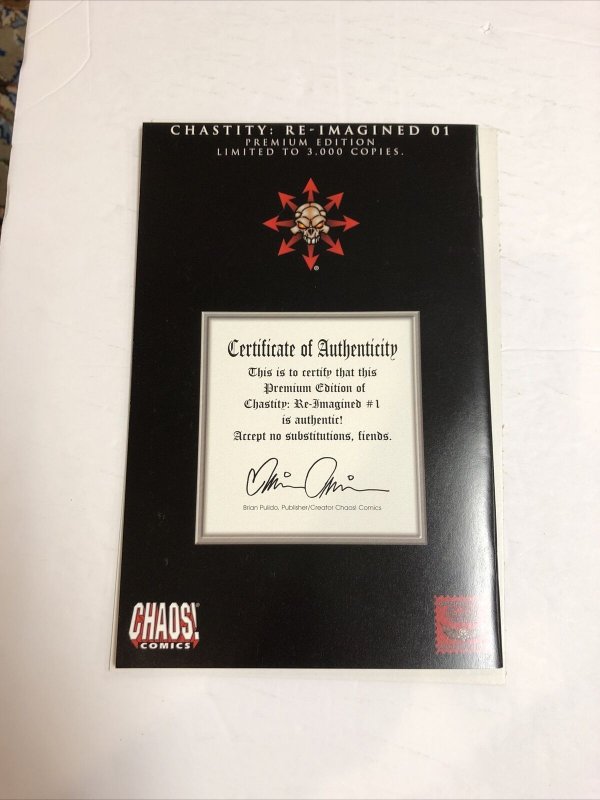 CHASTITY: RE-IMAGINED 01
PREMIUM EDITION
LIMITED TO 3,000 COPIES.
®
Certificate of Authenticity
This is to certify that this
Premium Edition of
Chastity: Re-Imagined #1
is authentic!
Accept no substitutions, fiends.
Brian Pulido, Publisher/Creator Chaos! Comics
CHAOS!®
COMICS